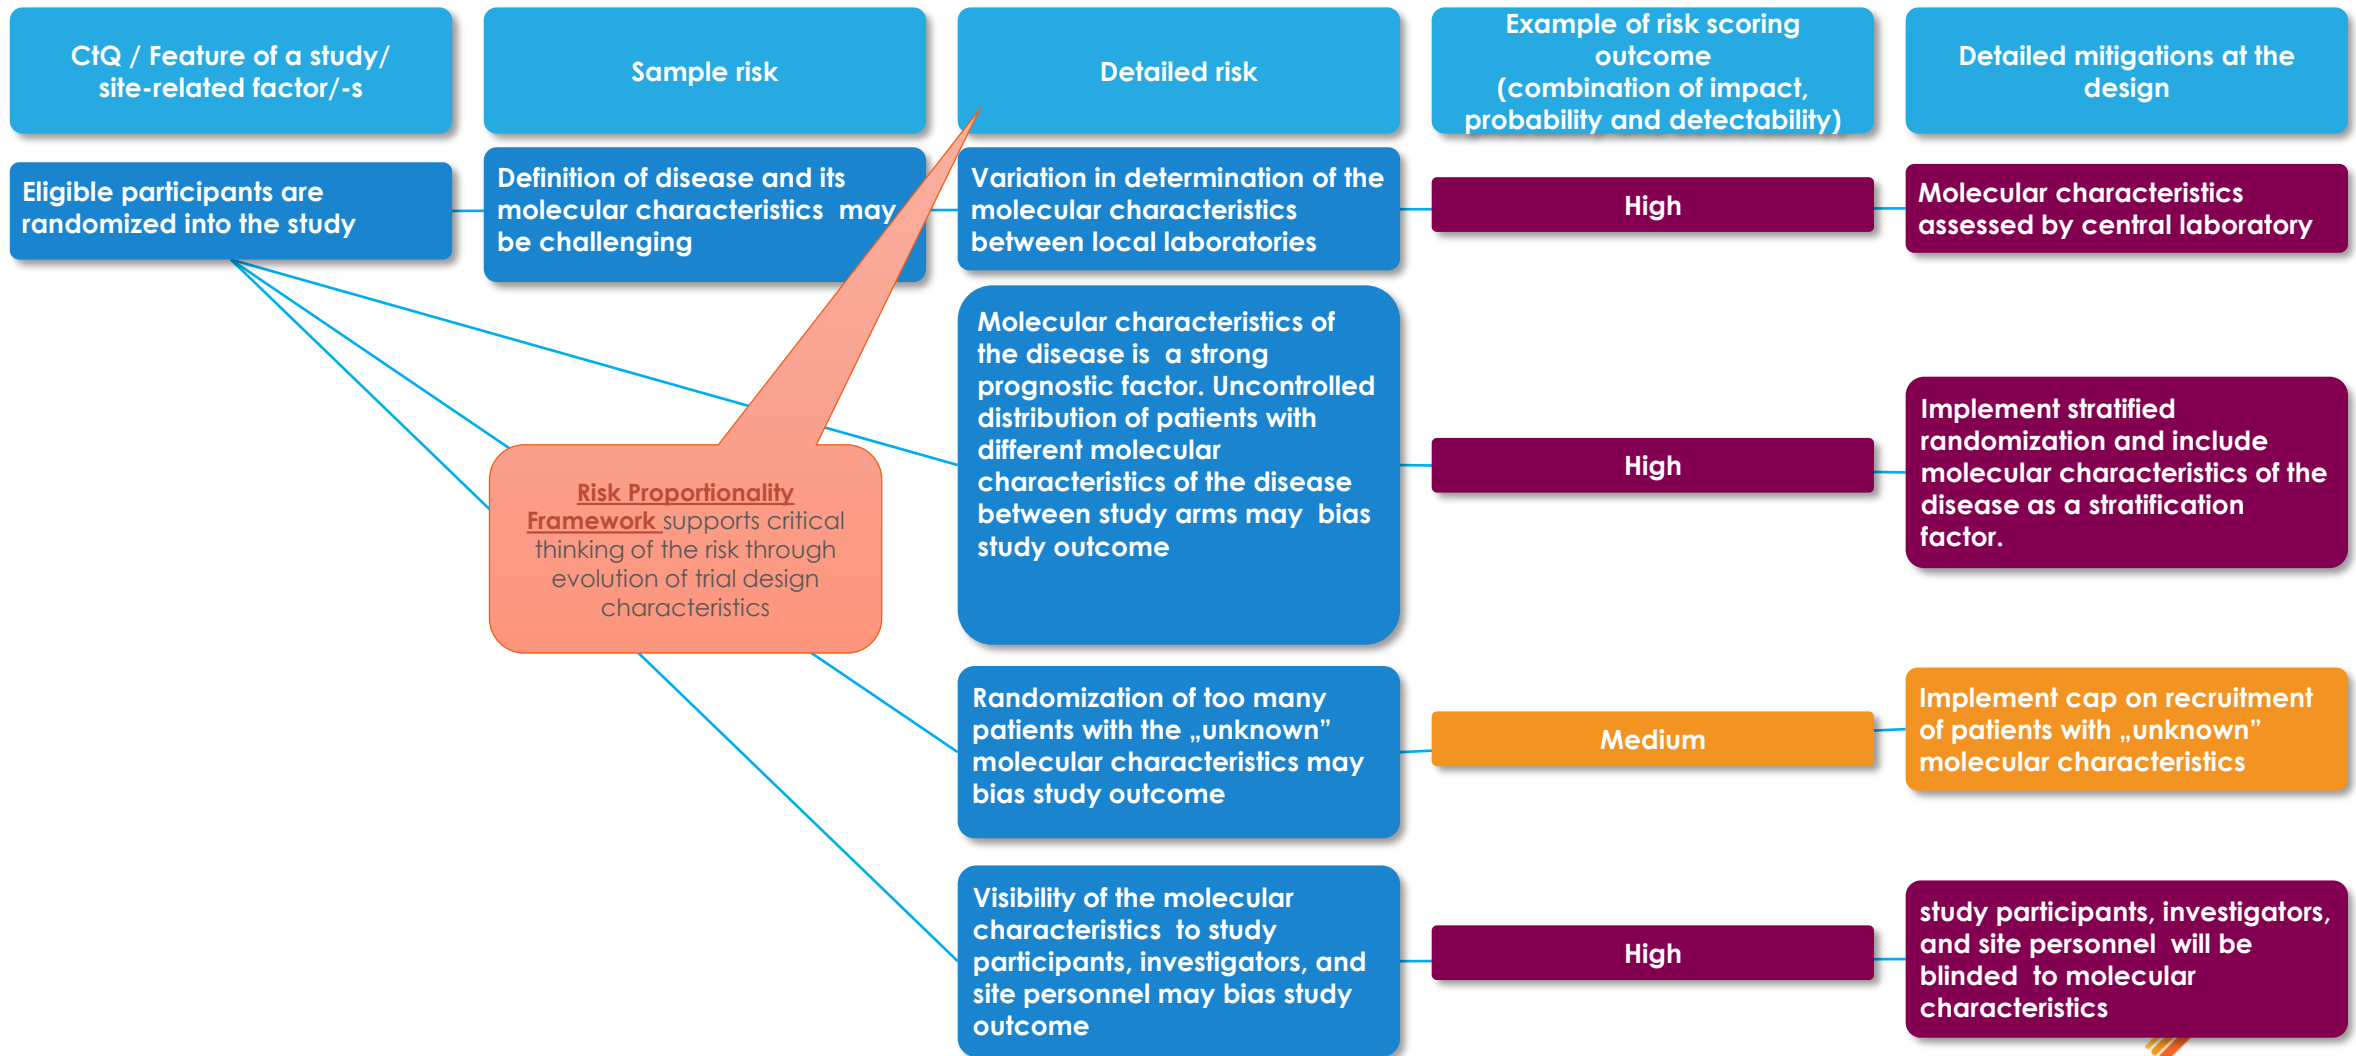 CtQ / Feature of a study/
site-related factor/-s
Sample risk
Detailed risk
Example of risk scoring
outcome
(combination of impact,
probability and detectability)
Detailed mitigations at the
design
Eligible participants are
randomized into the study
Definition of disease and its
molecular characteristics may
be challenging
Variation in determination of the
molecular characteristics
between local laboratories
High
Molecular characteristics
assessed by central laboratory
Molecular characteristics of
the disease is a strong
prognostic factor. Uncontrolled
distribution of patients with
different molecular
characteristics of the disease
between study arms may bias
study outcome
High
Implement stratified
randomization and include
molecular characteristics of the
disease as a stratification
factor.
Risk Proportionality
Framework supports critical
thinking of the risk through
evolution of trial design
characteristics
Randomization of too many
patients with the „unknown”
molecular characteristics may
bias study outcome
Medium
Implement cap on recruitment
of patients with „unknown”
molecular characteristics
Visibility of the molecular
characteristics to study
participants, investigators, and
site personnel may bias study
outcome
High
study participants, investigators,
and site personnel will be
blinded to molecular
characteristics